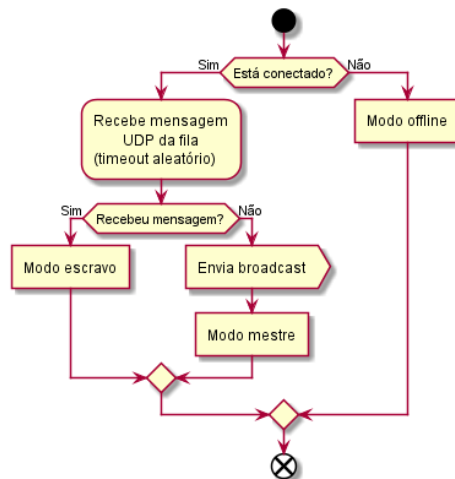 Sim
Está conectado?
Não
Recebe mensagem
UDP da fila
(timeout aleatório)
Modo offline
Sim
Recebeu mensagem?
Não
Modo escravo
Envia broadcast
Modo mestre